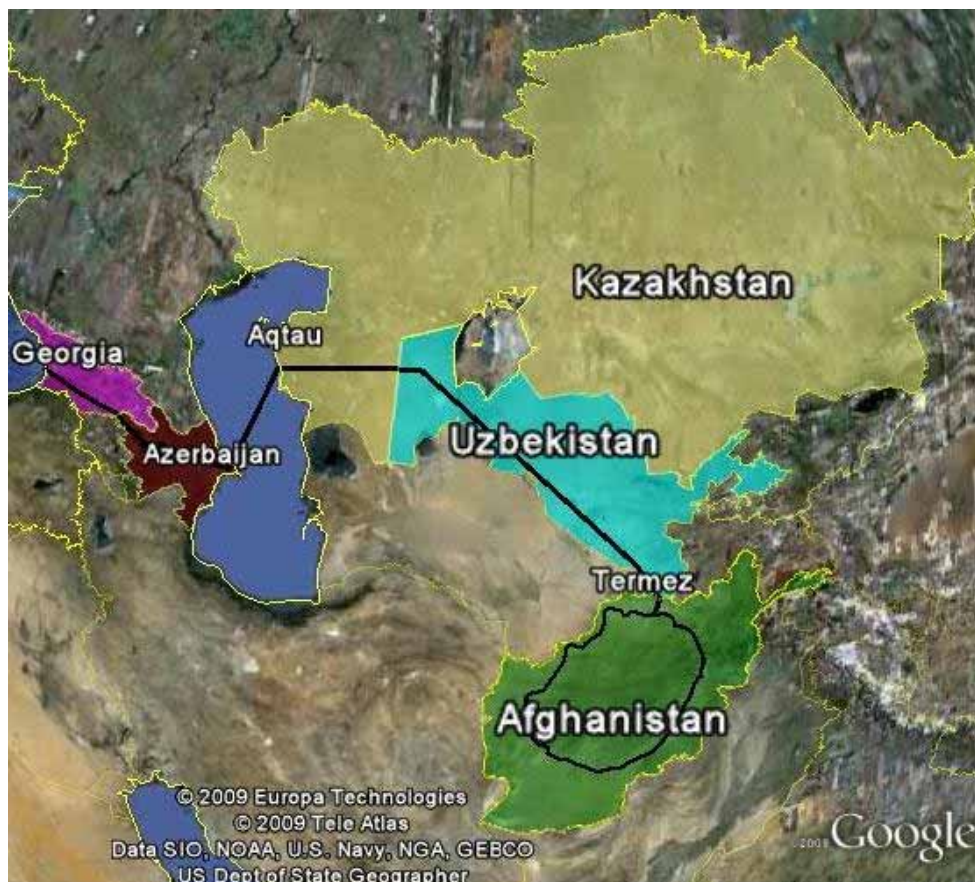 Kazakhstan
Aqtau
Georgia
Uzbekistan
Azerbaijan
Termez
Afghanistan
© 2009 Europa Technologies
© 2009 Tele Atlas
Data SIO, NOAA, U.S. Navy, NGA, GEBCO
US Dept of State Geographer
Google